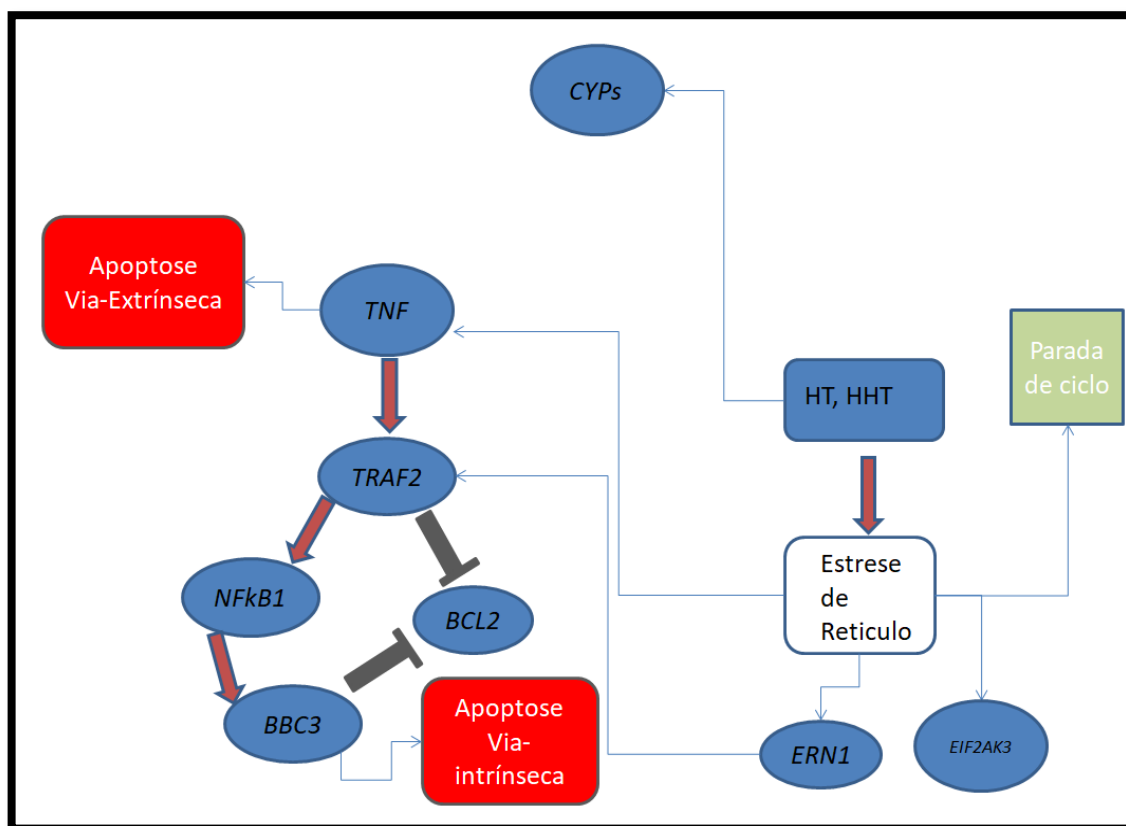 CYPs
Apoptose
Via-Extrínseca
TNF
HT, HHT
Parada
de ciclo
TRAF2
Estrese
de
Reticulo
NFkB1
BCL2
BBC3
Apoptose
Via-
intrínseca
ERN1
EIF2AK3